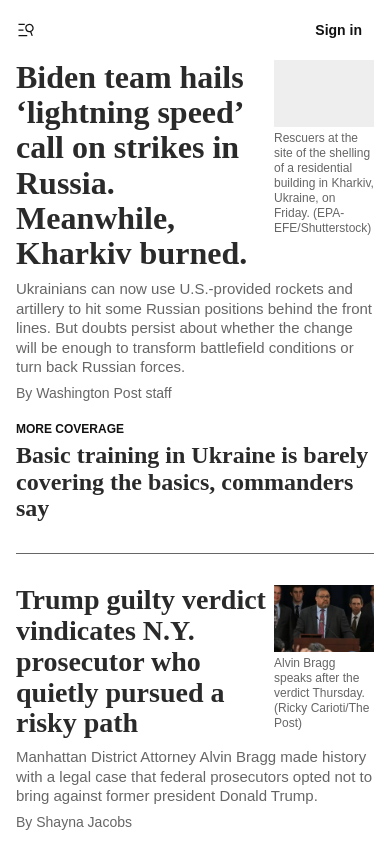 Sign in
Biden team hails
‘lightning speed’
call on strikes in
Russia.
Meanwhile,
Kharkiv burned.
Rescuers at the
site of the shelling
of a residential
building in Kharkiv,
Ukraine, on
Friday. (EPA-
EFE/Shutterstock)
Ukrainians can now use U.S.-provided rockets and
artillery to hit some Russian positions behind the front
lines. But doubts persist about whether the change
will be enough to transform battlefield conditions or
turn back Russian forces.
By Washington Post staff
MORE COVERAGE
Basic training in Ukraine is barely
covering the basics, commanders
say
Trump guilty verdict
vindicates N.Y.
prosecutor who
quietly pursued a
risky path
Alvin Bragg
speaks after the
verdict Thursday.
(Ricky Carioti/The
Post)
Manhattan District Attorney Alvin Bragg made history
with a legal case that federal prosecutors opted not to
bring against former president Donald Trump.
By Shayna Jacobs